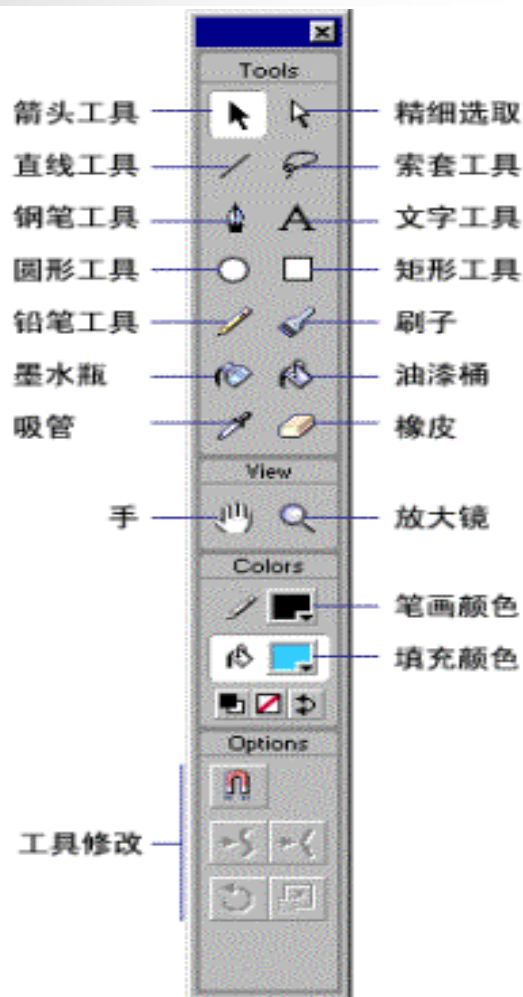 Tools
箭头工具 精细选取
直线工具 索套工具
钢笔工具 A 文字工具
圆形工具 矩形工具
铅笔工具 刷子
墨水瓶 油漆桶
吸管 橡皮
View
手 放大镜
Colors
笔画颜色
填充颜色
Options
工具修改